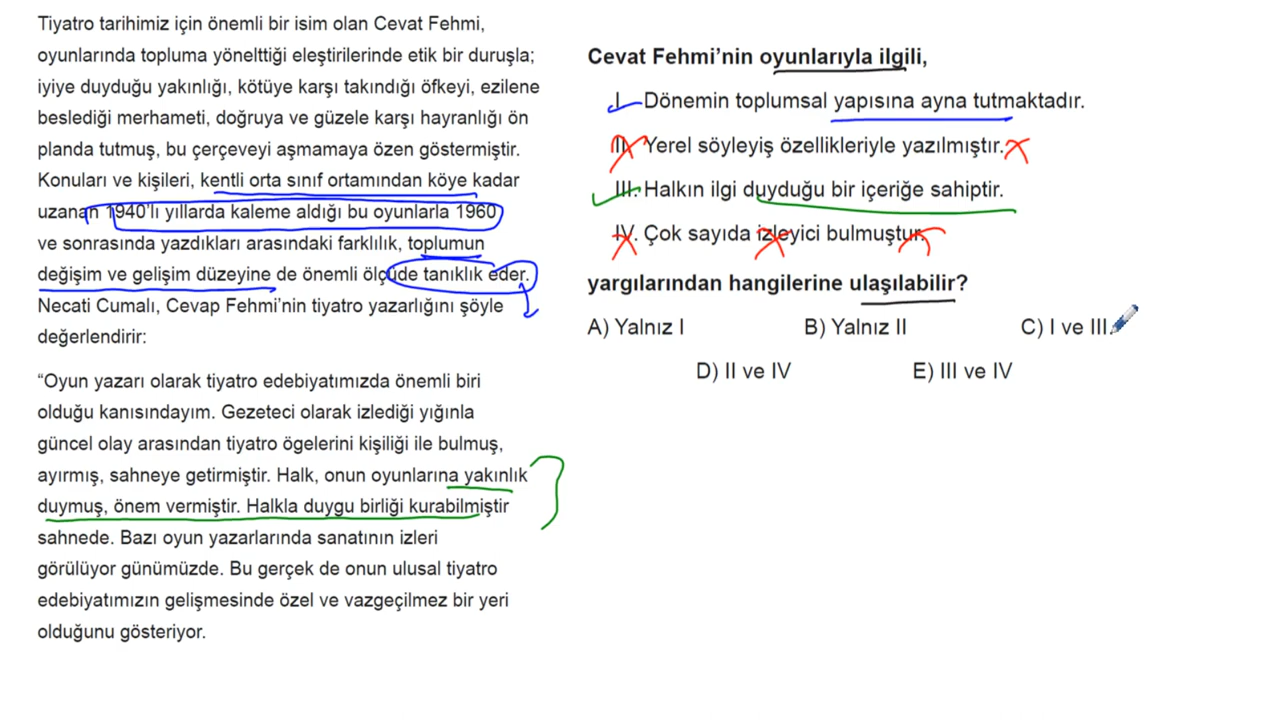 Tiyatro tarihimiz için önemli bir isim olan Cevat Fehmi,
oyunlarında topluma yönelttiği eleştirilerinde etik bir duruşla;
iyiye duyduğu yakınlığı, kötüye karşı takındığı öfkeyi, ezilene
beslediği merhameti, doğruya ve güzele karşı hayranlığı ön
planda tutmuş, bu çerçeveyi aşmamaya özen göstermiştir.
Konuları ve kişileri, kentli orta sınıf ortamından köye kadar
uzanan 1940'lı yıllarda kaleme aldığı bu oyunlarla 1960
ve sonrasında yazdıkları arasındaki farklılık, toplumun
değişim ve gelişim düzeyine de önemli ölçüde tanıklık eder.
Necati Cumalı, Cevap Fehmi'nin tiyatro yazarlığını şöyle
değerlendirir:
“Oyun yazarı olarak tiyatro edebiyatımızda önemli biri
olduğu kanısındayım. Gezeteci olarak izlediği yığınla
güncel olay arasından tiyatro ögelerini kişiliği ile bulmuş,
ayırmış, sahneye getirmiştir. Halk, onun oyunlarına yakınlık
duymuş, önem vermiştir. Halkla duygu birliği kurabilmiştir
sahnede. Bazı oyun yazarlarında sanatının izleri
görülüyor günümüzde. Bu gerçek de onun ulusal tiyatro
edebiyatımızın gelişmesinde özel ve vazgeçilmez bir yeri
olduğunu gösteriyor.
Cevat Fehmi'nin oyunlarıyla ilgili,
I. Dönemin toplumsal yapısına ayna tutmaktadır.
II. Yerel söyleyiş özellikleriyle yazılmıştır.
III. Halkın ilgi duyduğu bir içeriğe sahiptir.
IV. Çok sayıda izleyici bulmuştur.
yargılarından hangilerine ulaşılabilir?
A) Yalnız I B) Yalnız II C) I ve III
D) II ve IV E) III ve IV